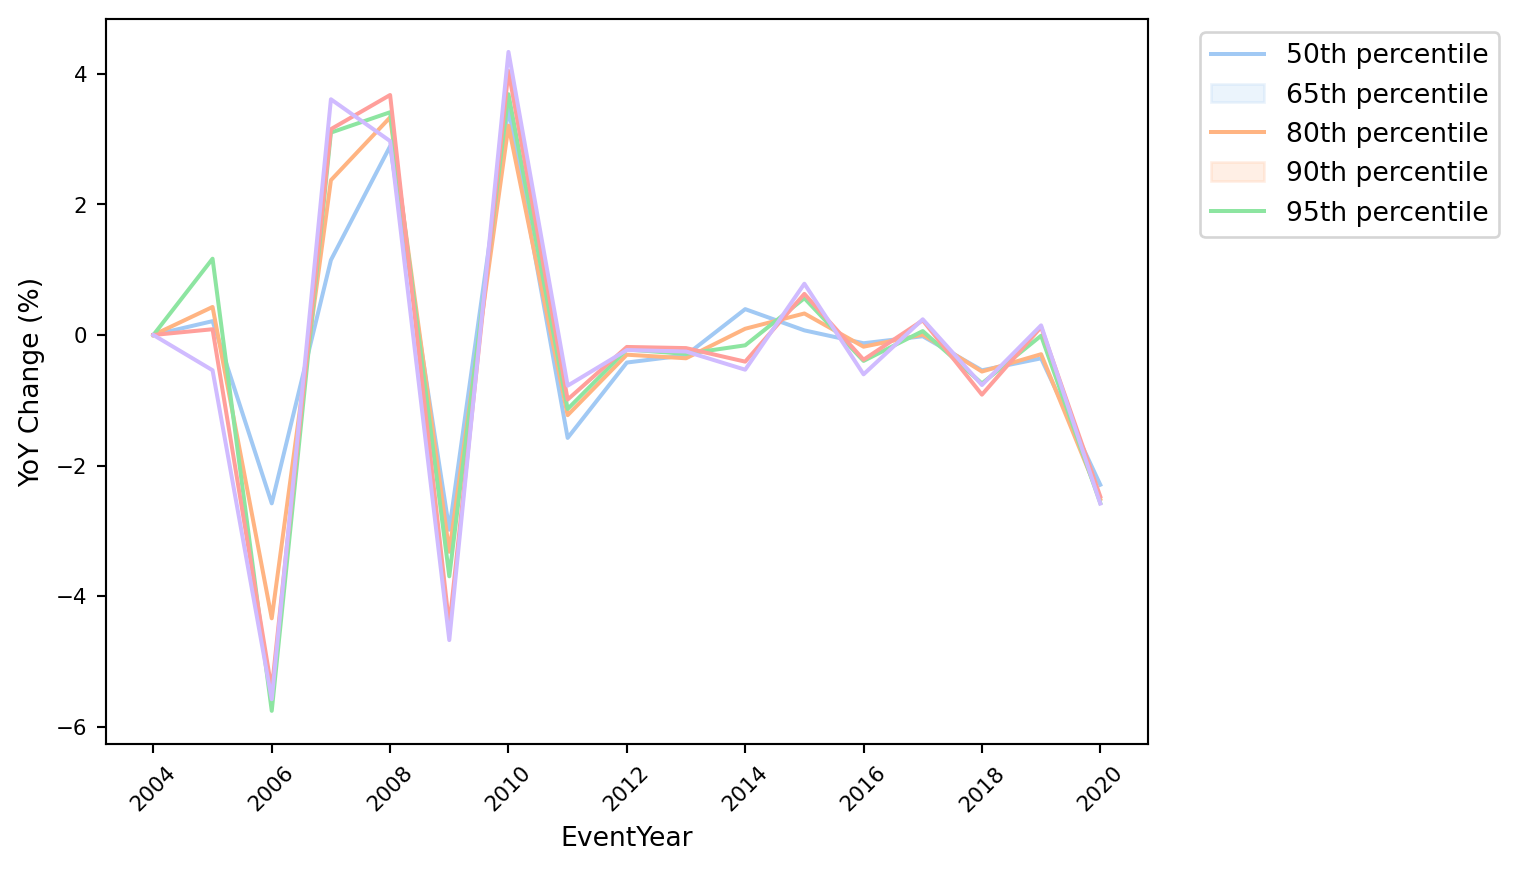 50th percentile
65th percentile
80th percentile
90th percentile
95th percentile
YoY Change (%)
4
2
0
−2
−4
−6
2004
2006
2008
2010
2012
2014
2016
2018
2020
EventYear